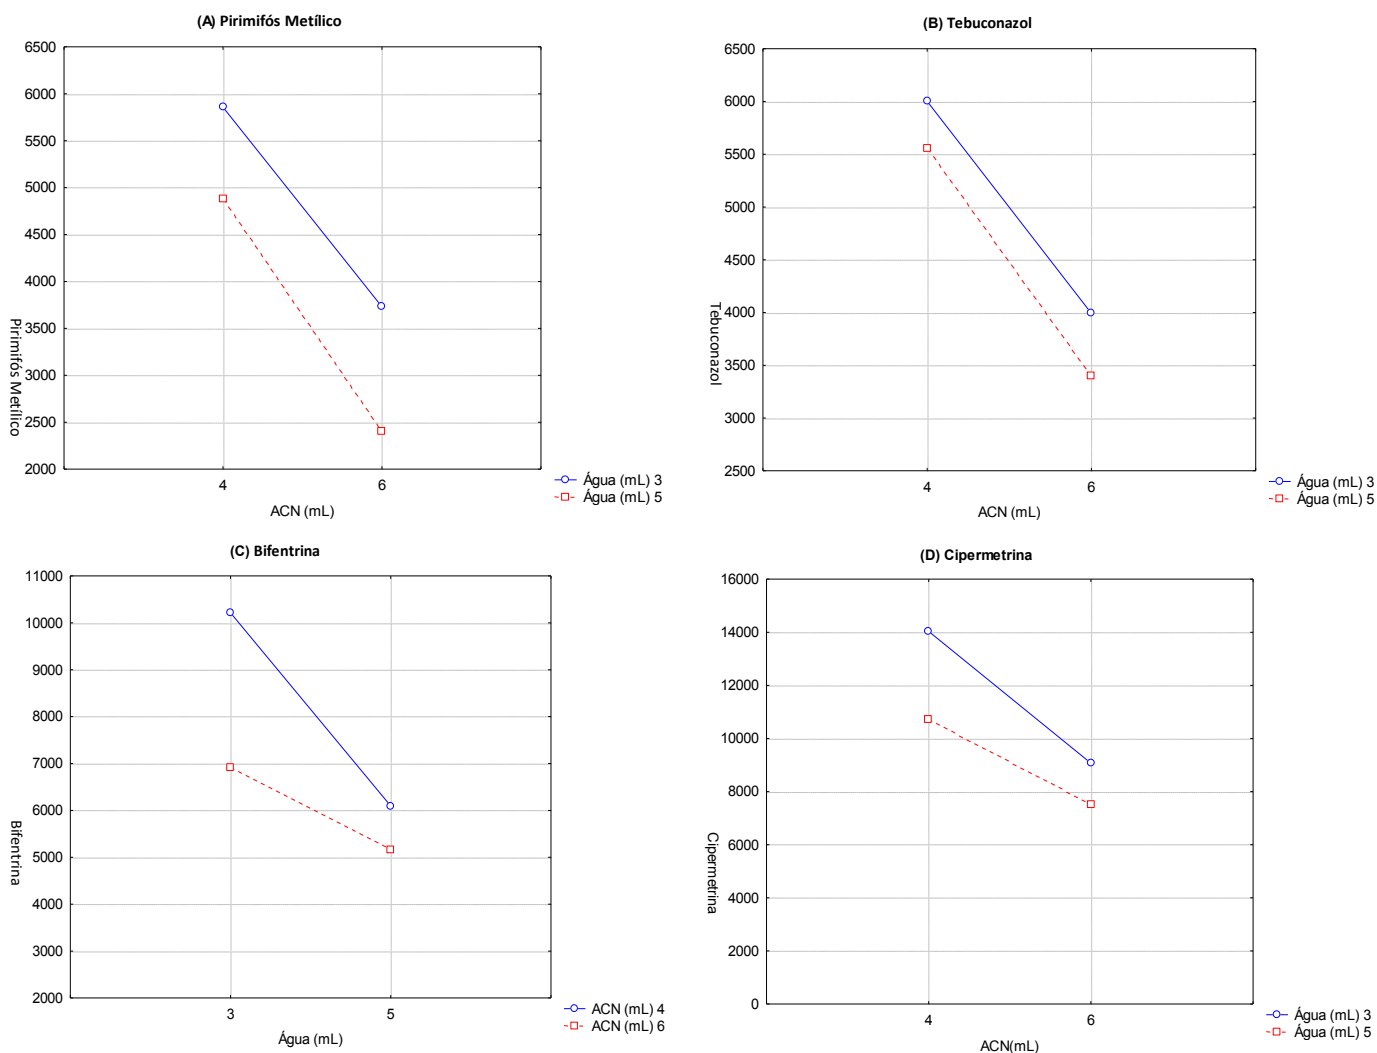 (A) Pirimifós Metílico
6500
6000
5500
5000
4500
4000
3500
3000
2500
2000
Pirimifós Metílico
4
6
ACN (mL)
Água (mL) 3
Água (mL) 5
(B) Tebuconazol
6500
6000
5500
5000
4500
4000
3500
3000
2500
Tebuconazol
4
6
ACN (mL)
Água (mL) 3
Água (mL) 5
(C) Bifentrina
11000
10000
9000
8000
7000
6000
5000
4000
3000
2000
Bifentrina
3
5
Água (mL)
ACN (mL) 4
ACN (mL) 6
(D) Cipermetrina
16000
14000
12000
10000
8000
6000
4000
2000
0
Cipermetrina
4
6
ACN(mL)
Água (mL) 3
Água (mL) 5